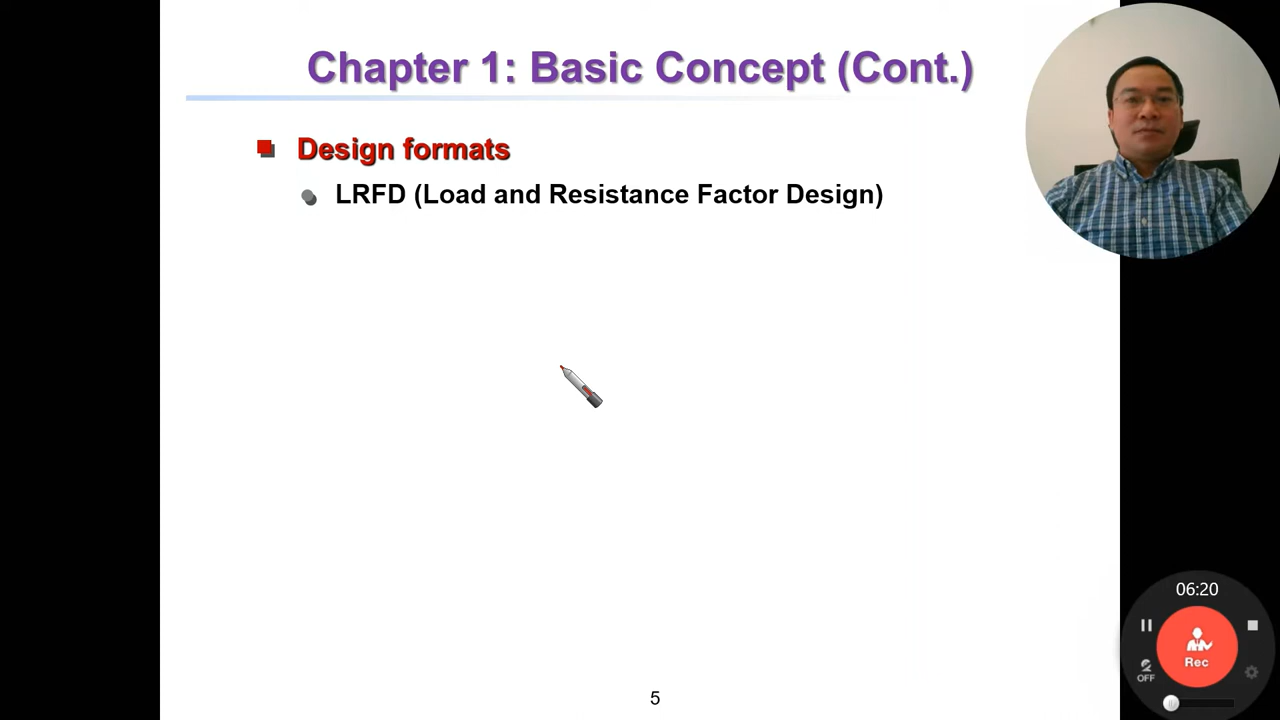 Chapter 1: Basic Concept (Cont.)
Design formats
LRFD (Load and Resistance Factor Design)
06:20
Rec
OFF
5